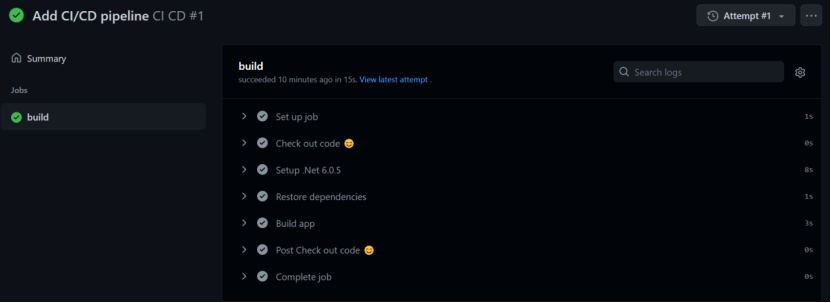 Add CI/CD pipeline CI CD #1
Attempt #1
Summary
Jobs
build
build
succeeded 10 minutes ago in 15s. View latest attempt .
Search logs
Set up job 1s
Check out code 😊 0s
Setup .Net 6.0.5 8s
Restore dependencies 1s
Build app 3s
Post Check out code 😊 0s
Complete job 0s